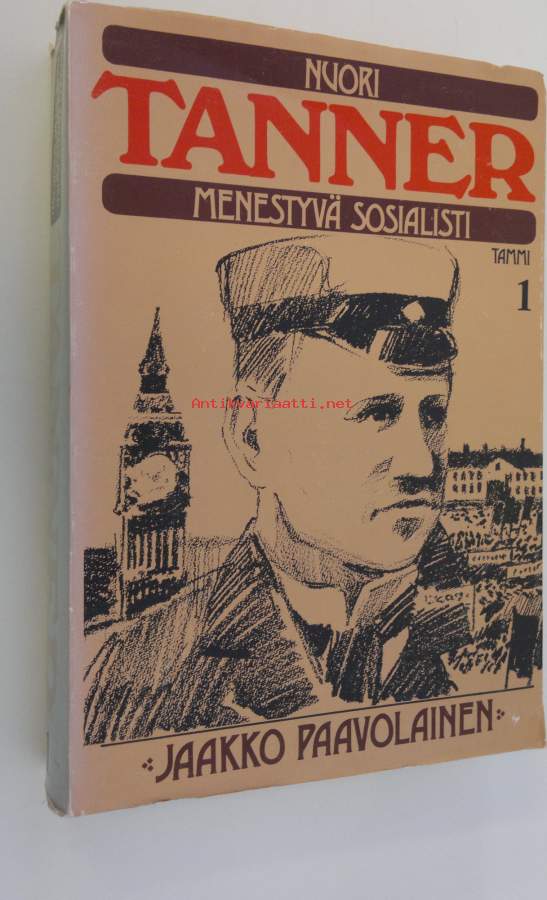 NUORI
TANNER
MENESTYVÄ SOSIALISTI
TAMMI
1
Antikvariaatti.net
JAAKKO PAAVOLAINEN